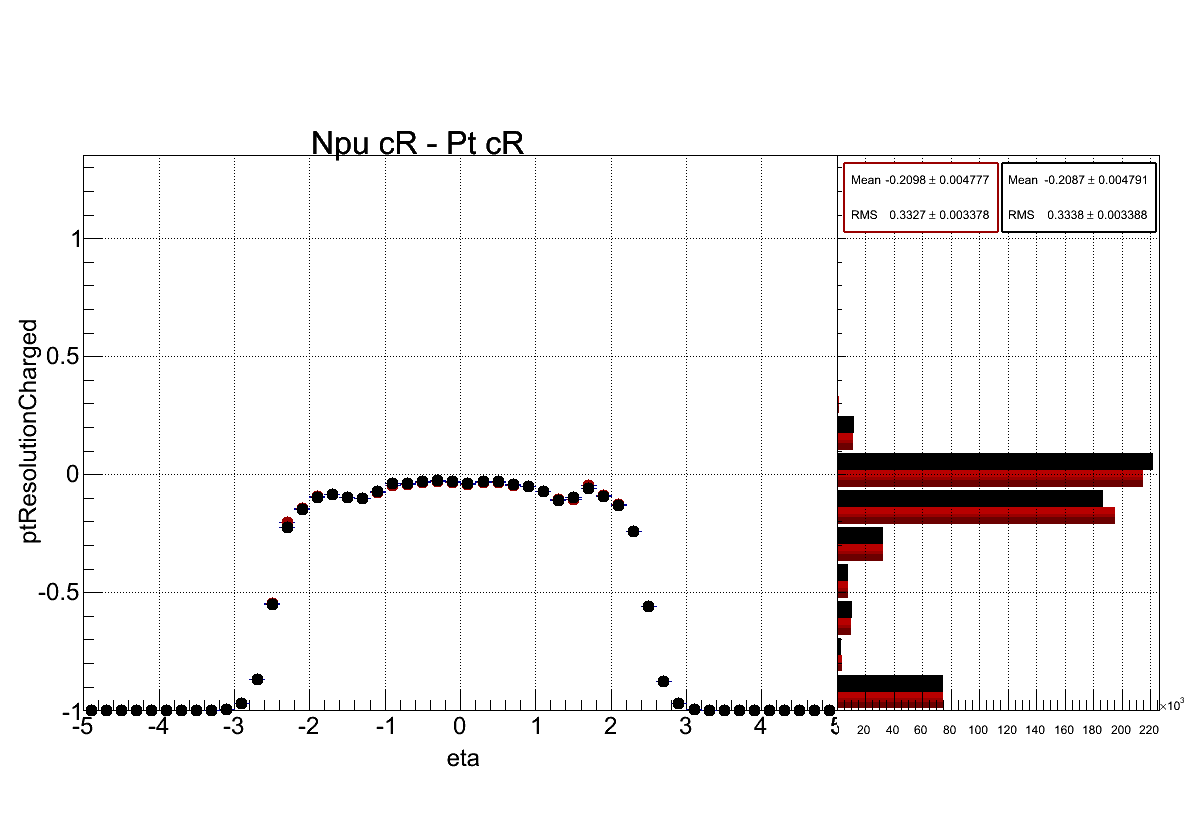 Npu cR - Pt cR
Mean -0.2098 ± 0.004777
RMS 0.3327 ± 0.003378
Mean -0.2087 ± 0.004791
RMS 0.3338 ± 0.003388
ptResolutionCharged
1
0.5
0
-0.5
-1
-5 -4 -3 -2 -1 0 1 2 3 4 5
eta
0 20 40 60 80 100 120 140 160 180 200 220
×10³